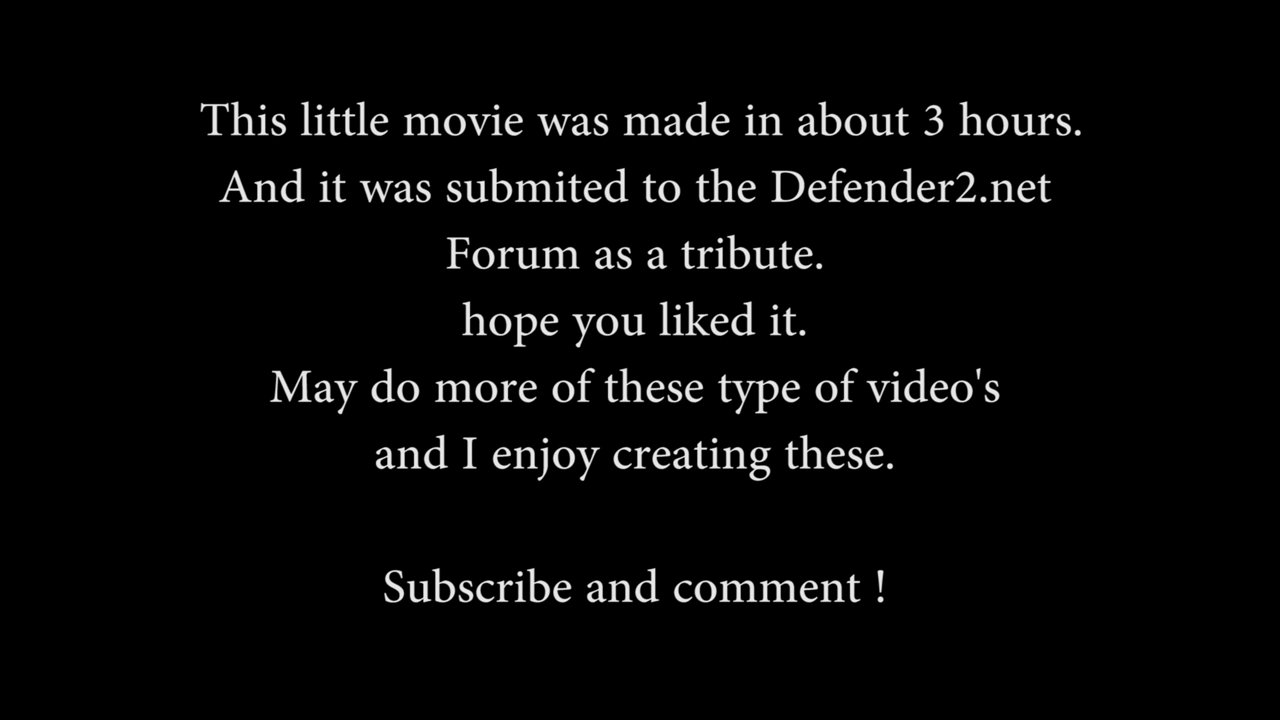 This little movie was made in about 3 hours.
And it was submited to the Defender2.net
Forum as a tribute.
hope you liked it.
May do more of these type of video's
and I enjoy creating these.
Subscribe and comment !